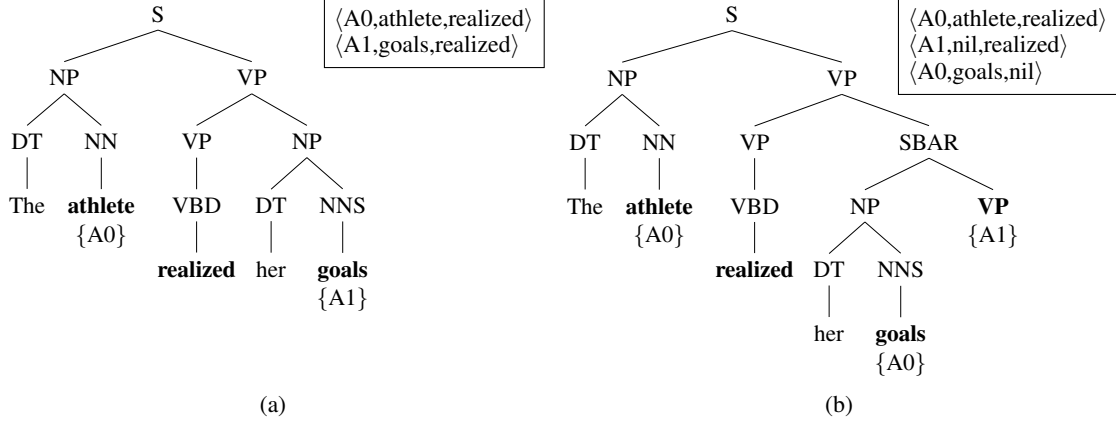 S
⟨A0,athlete,realized⟩
⟨A1,goals,realized⟩
NP VP
DT NN VP NP
The athlete VBD DT NNS
{A0}
realized her goals
{A1}
(a)
S
⟨A0,athlete,realized⟩
⟨A1,nil,realized⟩
⟨A0,goals,nil⟩
NP VP
DT NN VP SBAR
The athlete VBD NP VP
{A0} {A1}
realized DT NNS
her goals
{A0}
(b)